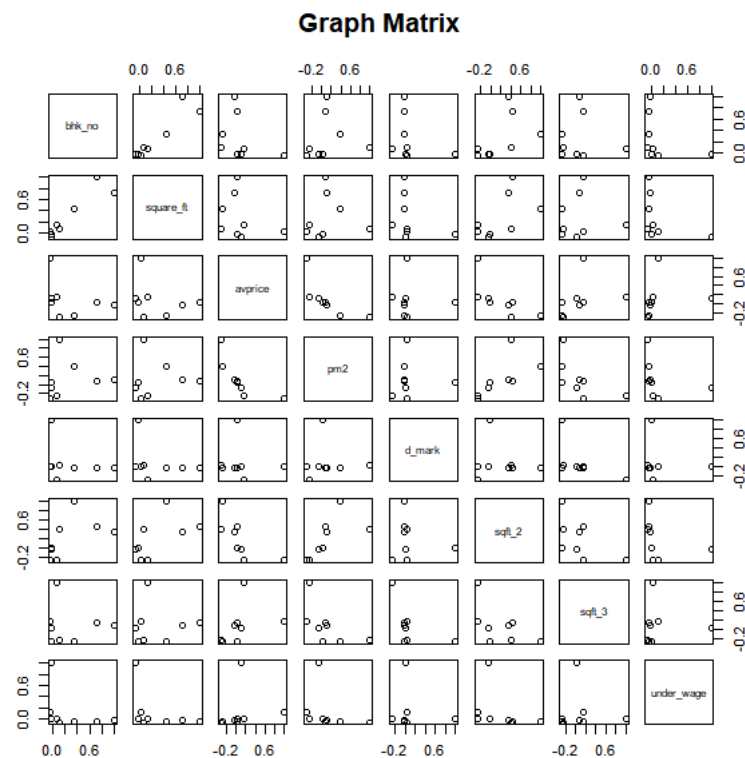 Graph Matrix
0.0 0.6 -0.2 0.6 -0.2 0.6 0.0 0.6
bhk_no
0.0 0.6
square_ft
0.0 0.6
avprice
-0.2 0.6
pm2
-0.2 0.6
d_mark
-0.2 0.6
sqft_2
-0.2 0.6
sqft_3
-0.2 0.6
under_wage
0.0 0.6
0.0 0.6 -0.2 0.6 -0.2 0.6 -0.2 0.6